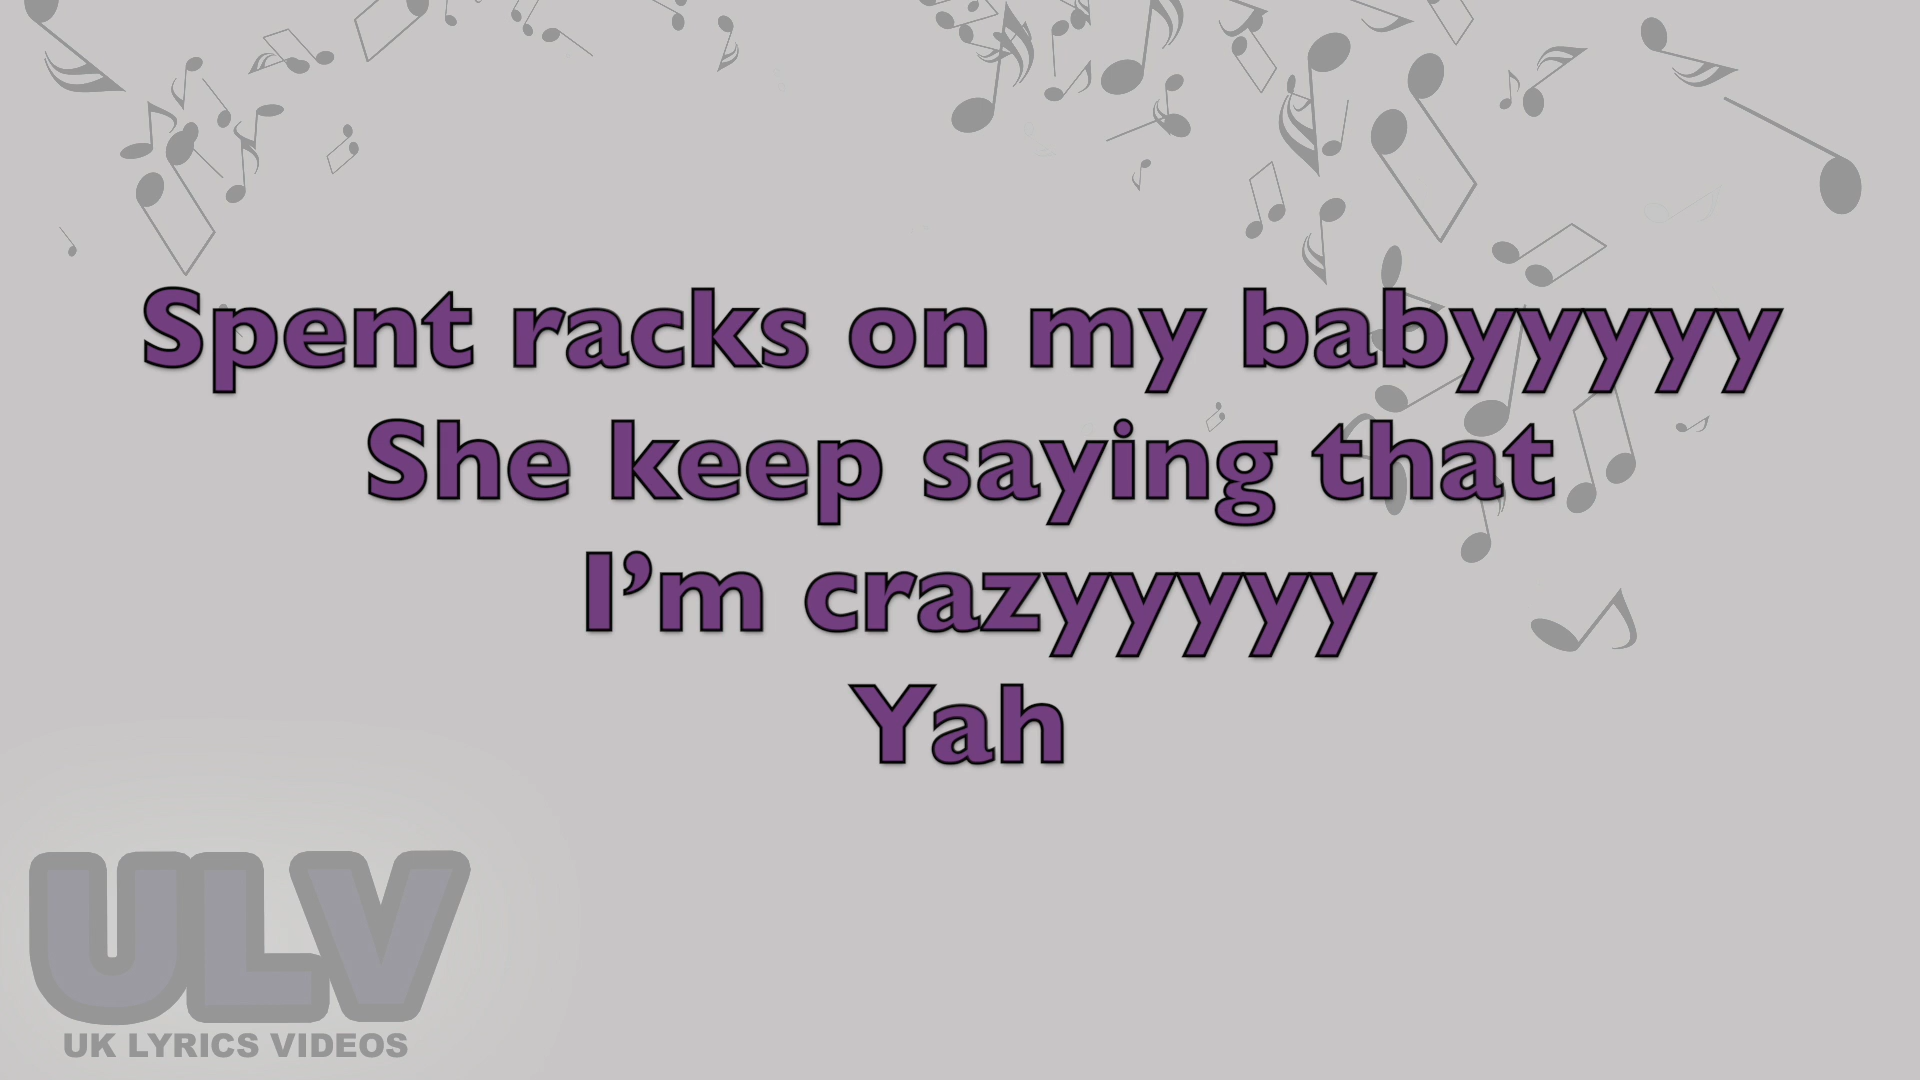 Spent racks on my babyyyyy
She keep saying that
I’m crazyyyyy
Yah
ULV
UK LYRICS VIDEOS